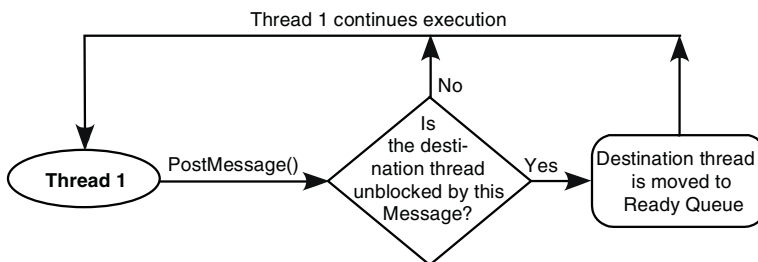 Thread 1 continues execution
No
Is
the desti-
nation thread
unblocked by this
Message?
PostMessage()
Thread 1
Yes
Destination thread
is moved to
Ready Queue